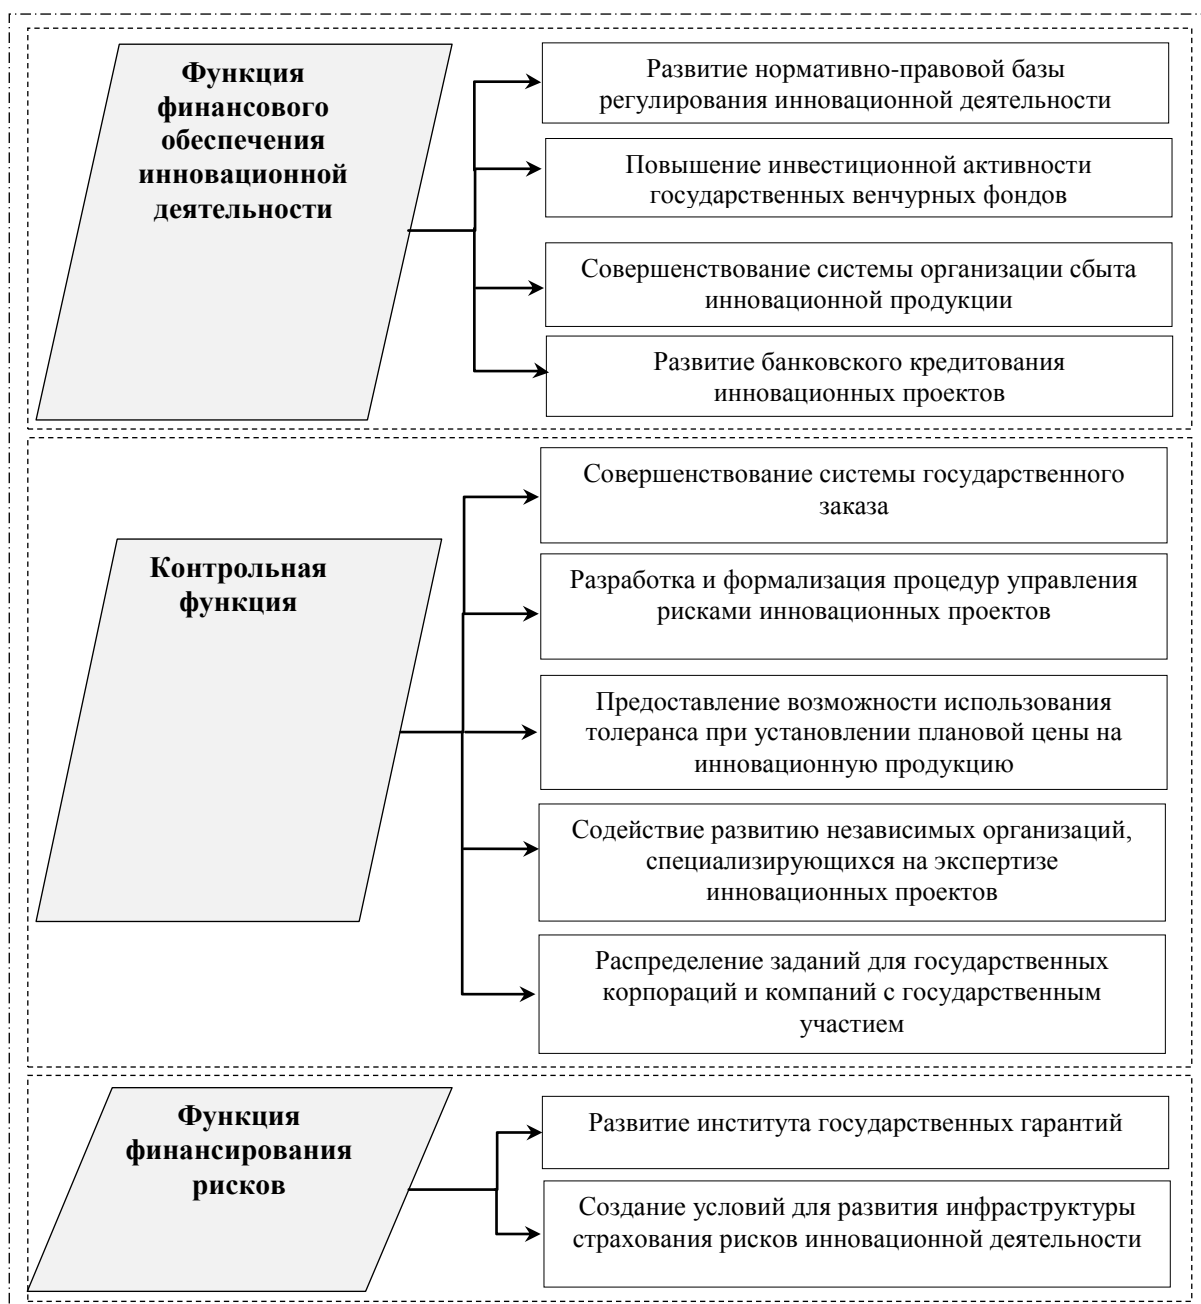 Функция
финансового
обеспечения
инновационной
деятельности
Развитие нормативно-правовой базы
регулирования инновационной деятельности
Повышение инвестиционной активности
государственных венчурных фондов
Совершенствование системы организации сбыта
инновационной продукции
Развитие банковского кредитования
инновационных проектов
Контрольная
функция
Совершенствование системы государственного
заказа
Разработка и формализация процедур управления
рисками инновационных проектов
Предоставление возможности использования
толеранса при установлении плановой цены на
инновационную продукцию
Содействие развитию независимых организаций,
специализирующихся на экспертизе
инновационных проектов
Распределение заданий для государственных
корпораций и компаний с государственным
участием
Функция
финансирования
рисков
Развитие института государственных гарантий
Создание условий для развития инфраструктуры
страхования рисков инновационной деятельности